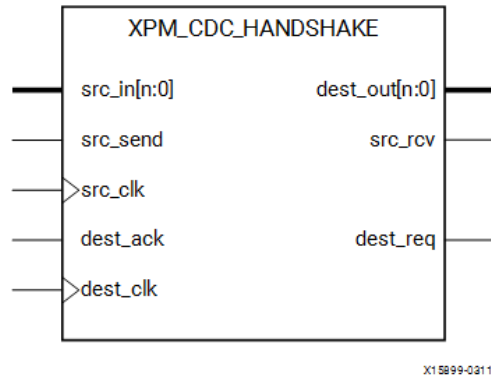 XPM_CDC_HANDSHAKE
src_in[n:0] dest_out[n:0]
src_send src_rcv
src_clk
dest_ack dest_req
dest_clk
X15899-0311